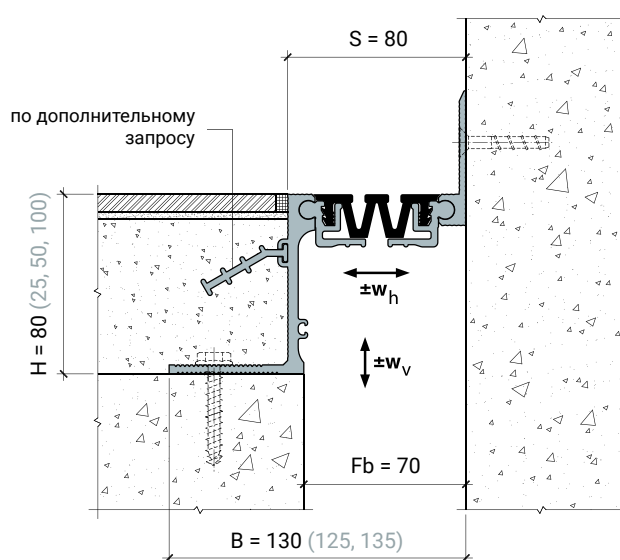 S = 80
по дополнительному
запросу
H = 80 (25, 50, 100)
±wh
±wv
Fb = 70
B = 130 (125, 135)